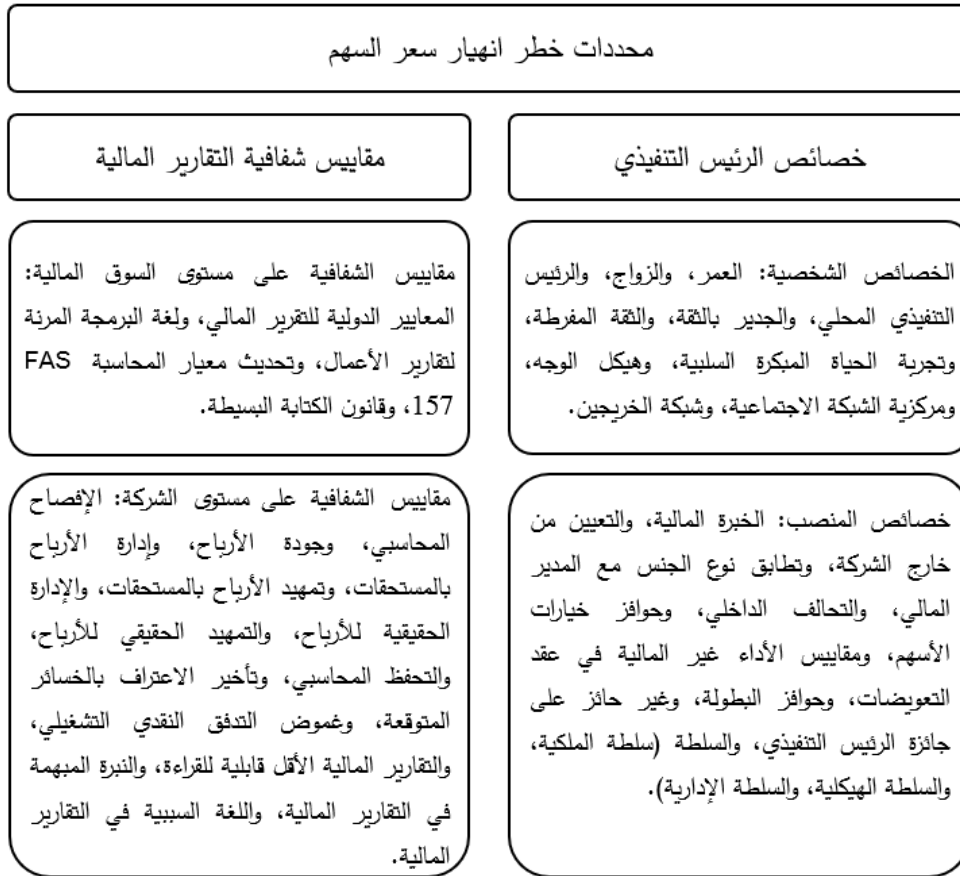 محددات خطر انهيار سعر السهم
خصائص الرئيس التنفيذي
مقاييس شفافية التقارير المالية
الخصائص الشخصية: العمر، والزواج، والرئيس
التنفيذي المحلي، والجدير بالثقة، والثقة المفرطة،
وتجربة الحياة المبكرة السلبية، وهيكل الوجه،
ومركزية الشبكة الاجتماعية، وشبكة الخريجين.
مقاييس الشفافية على مستوى السوق المالية:
المعايير الدولية للتقرير المالي، ولغة البرمجة المرنة
لتقارير الأعمال، وتحديث معيار المحاسبة FAS
157، وقانون الكتابة البسيطة.
خصائص المنصب: الخبرة المالية، والتعيين من
خارج الشركة، وتطابق نوع الجنس مع المدير
المالي، والتحالف الداخلي، وحوافز خيارات
الأسهم، ومقاييس الأداء غير المالية في عقد
التعويضات، وحوافز البطولة، وغير حائز على
جائزة الرئيس التنفيذي، والسلطة (سلطة الملكية،
والسلطة الهيكلية، والسلطة الإدارية).
مقاييس الشفافية على مستوى الشركة: الإفصاح
المحاسبي، وجودة الأرباح، وإدارة الأرباح
بالمستحقات، وتمهيد الأرباح بالمستحقات، والإدارة
الحقيقية للأرباح، والتمهيد الحقيقي للأرباح،
والتحفظ المحاسبي، وتأخير الاعتراف بالخسائر
المتوقعة، وغموض التدفق النقدي التشغيلي،
والتقارير المالية الأقل قابلية للقراءة، والنبرة المبهمة
في التقارير المالية، واللغة السببية في التقارير
المالية.